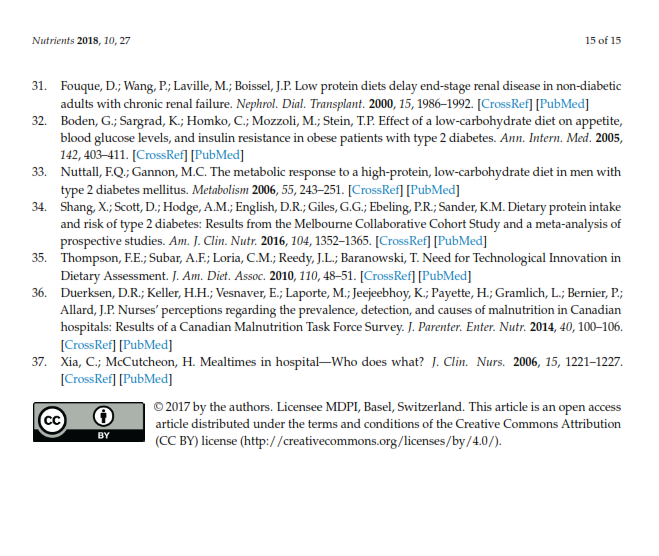 Nutrients 2018, 10, 27
15 of 15
31. Fouque, D.; Wang, P.; Laville, M.; Boissel, J.P. Low protein diets delay end-stage renal disease in non-diabetic
adults with chronic renal failure. Nephrol. Dial. Transplant. 2000, 15, 1986–1992. [CrossRef] [PubMed]
32. Boden, G.; Sargrad, K.; Homko, C.; Mozzoli, M.; Stein, T.P. Effect of a low-carbohydrate diet on appetite,
blood glucose levels, and insulin resistance in obese patients with type 2 diabetes. Ann. Intern. Med. 2005,
142, 403–411. [CrossRef] [PubMed]
33. Nuttall, F.Q.; Gannon, M.C. The metabolic response to a high-protein, low-carbohydrate diet in men with
type 2 diabetes mellitus. Metabolism 2006, 55, 243–251. [CrossRef] [PubMed]
34. Shang, X.; Scott, D.; Hodge, A.M.; English, D.R.; Giles, G.G.; Ebeling, P.R.; Sander, K.M. Dietary protein intake
and risk of type 2 diabetes: Results from the Melbourne Collaborative Cohort Study and a meta-analysis of
prospective studies. Am. J. Clin. Nutr. 2016, 104, 1352–1365. [CrossRef] [PubMed]
35. Thompson, F.E.; Subar, A.F.; Loria, C.M.; Reedy, J.L.; Baranowski, T. Need for Technological Innovation in
Dietary Assessment. J. Am. Diet. Assoc. 2010, 110, 48–51. [CrossRef] [PubMed]
36. Duerksen, D.R.; Keller, H.H.; Vesnaver, E.; Laporte, M.; Jeejeebhoy, K.; Payette, H.; Gramlich, L.; Bernier, P.;
Allard, J.P. Nurses’ perceptions regarding the prevalence, detection, and causes of malnutrition in Canadian
hospitals: Results of a Canadian Malnutrition Task Force Survey. J. Parenter. Enter. Nutr. 2014, 40, 100–106.
[CrossRef] [PubMed]
37. Xia, C.; McCutcheon, H. Mealtimes in hospital—Who does what? J. Clin. Nurs. 2006, 15, 1221–1227.
[CrossRef] [PubMed]
cc
BY
© 2017 by the authors. Licensee MDPI, Basel, Switzerland. This article is an open access
article distributed under the terms and conditions of the Creative Commons Attribution
(CC BY) license (http://creativecommons.org/licenses/by/4.0/).